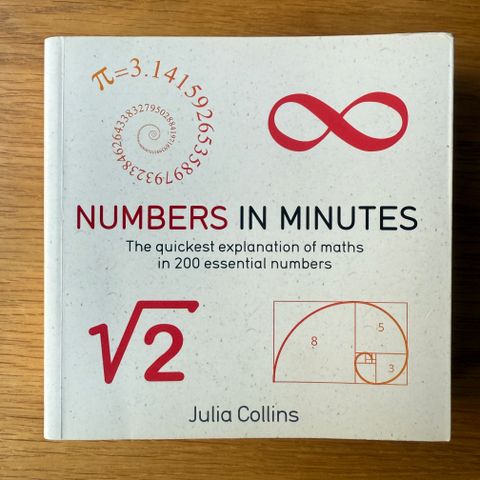 π=3.14159265358979323846264338327950288419716
NUMBERS IN MINUTES
The quickest explanation of maths
in 200 essential numbers
√2
8
5
3
Julia Collins